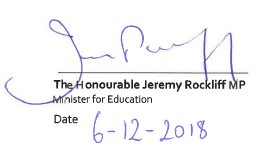 The Honourable Jeremy Rockliff MP
Minister for Education
Date 6-12-2018